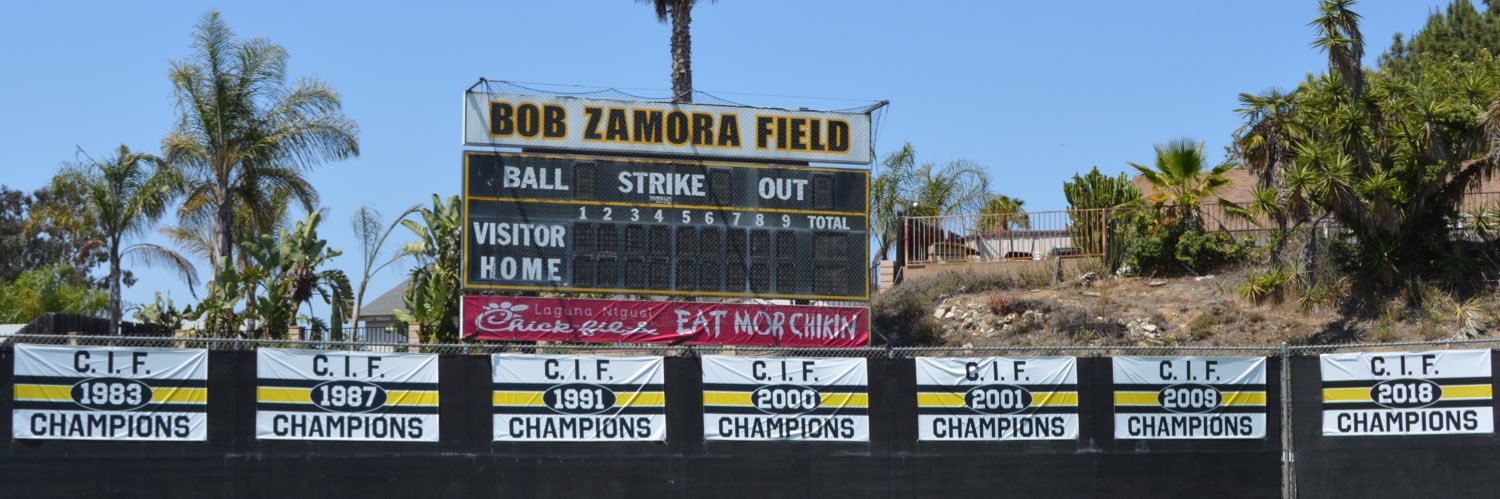 BOB ZAMORA FIELD
BALL STRIKE OUT
1 2 3 4 5 6 7 8 9 TOTAL
VISITOR
HOME
Laguna Niguel
Chick-fil-& EAT MOR CHIKIN
C.I.F.
1983
CHAMPIONS
C.I.F.
1987
CHAMPIONS
C.I.F.
1991
CHAMPIONS
C.I.F.
2000
CHAMPIONS
C.I.F.
2001
CHAMPIONS
C.I.F.
2009
CHAMPIONS
C.I.F.
2018
CHAMPIONS